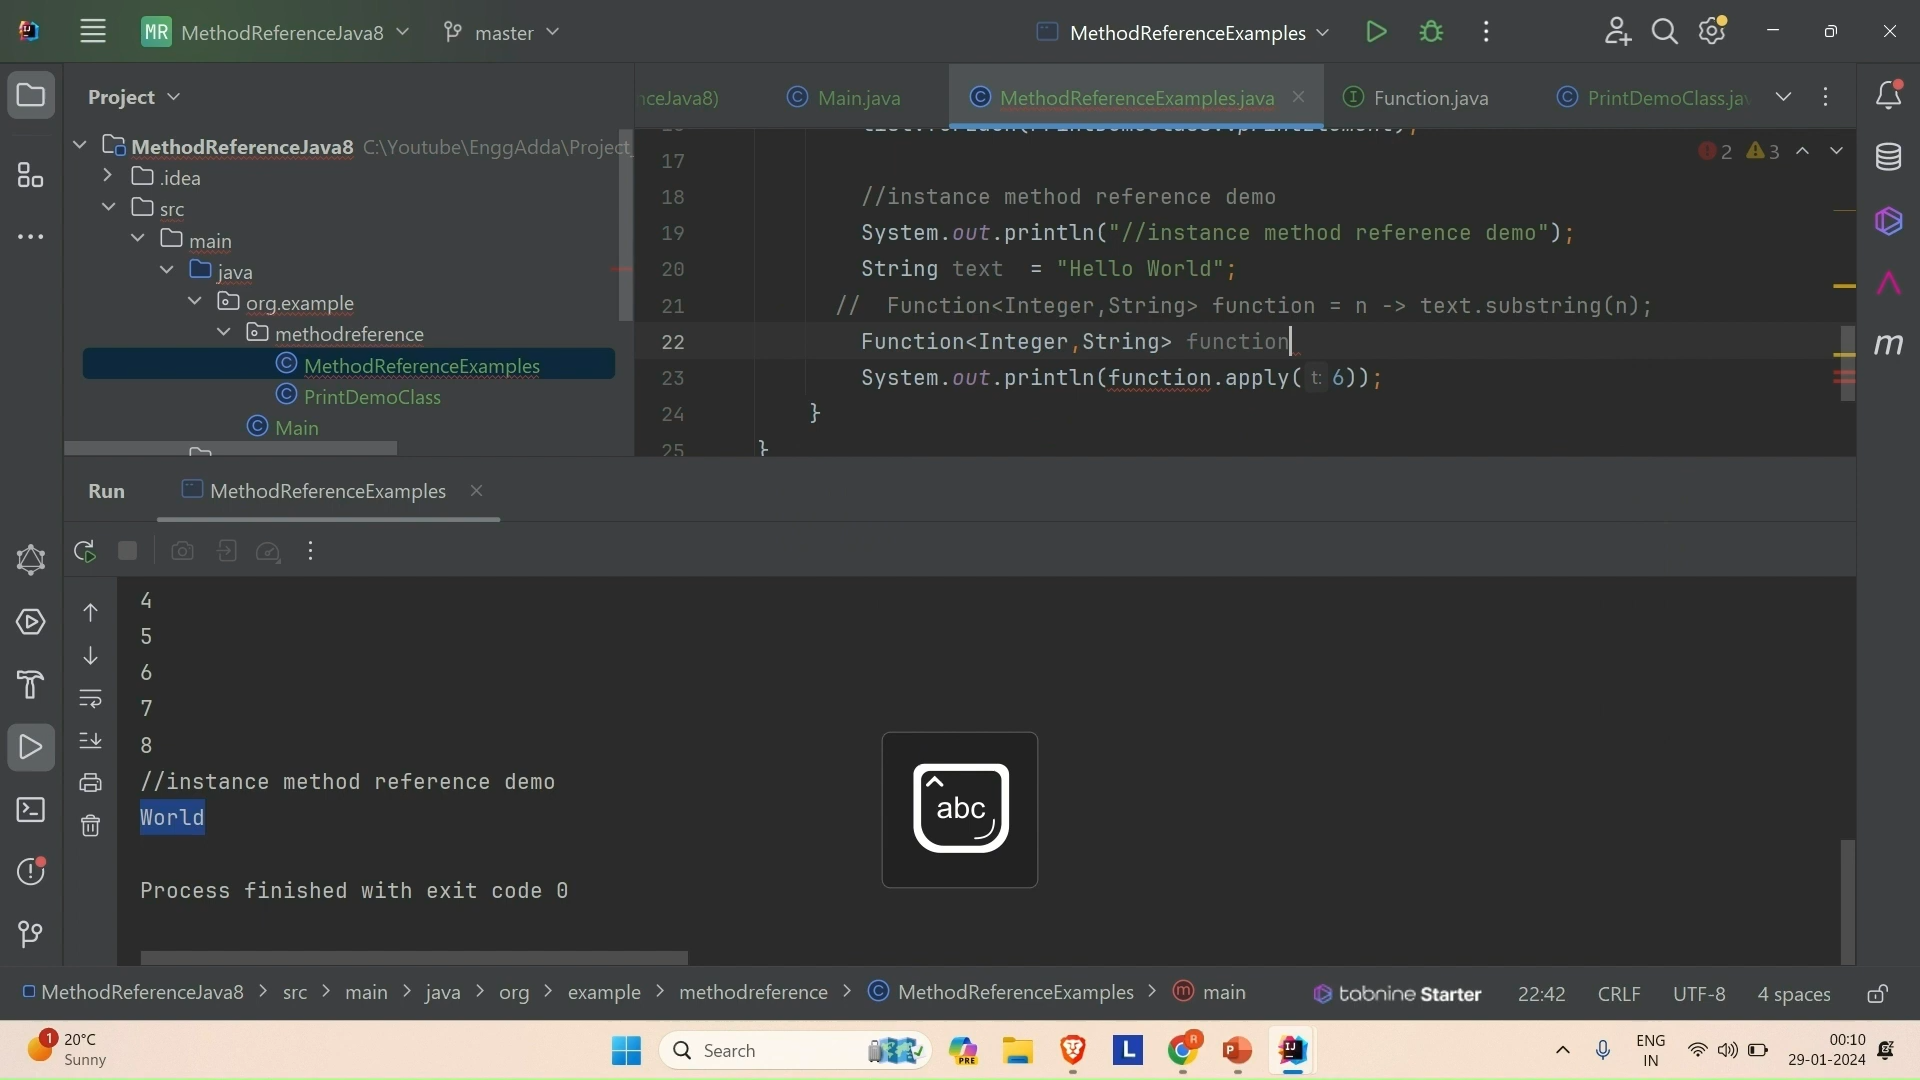 MR MethodReferenceJava8 master MethodReferenceExamples
Project
MethodReferenceJava8 C:\Youtube\EnggAdda\Project_
.idea
src
main
java
org.example
methodreference
MethodReferenceExamples
PrintDemoClass
Main
nceJava8) Main.java MethodReferenceExamples.java Function.java PrintDemoClass.jav
2 3
17
18 //instance method reference demo
19 System.out.println("//instance method reference demo");
20 String text = "Hello World";
21 // Function<Integer,String> function = n -> text.substring(n);
22 Function<Integer,String> function
23 System.out.println(function.apply( t: 6));
24 }
25 }
m
Run MethodReferenceExamples
4
5
6
7
8
//instance method reference demo
World
Process finished with exit code 0
abc
MethodReferenceJava8 > src > main > java > org > example > methodreference > MethodReferenceExamples > m main tabnine Starter 22:42 CRLF UTF-8 4 spaces
1 20°C
Sunny
Search
PRE
L
R
P
IJ
ENG
IN
00:10
29-01-2024